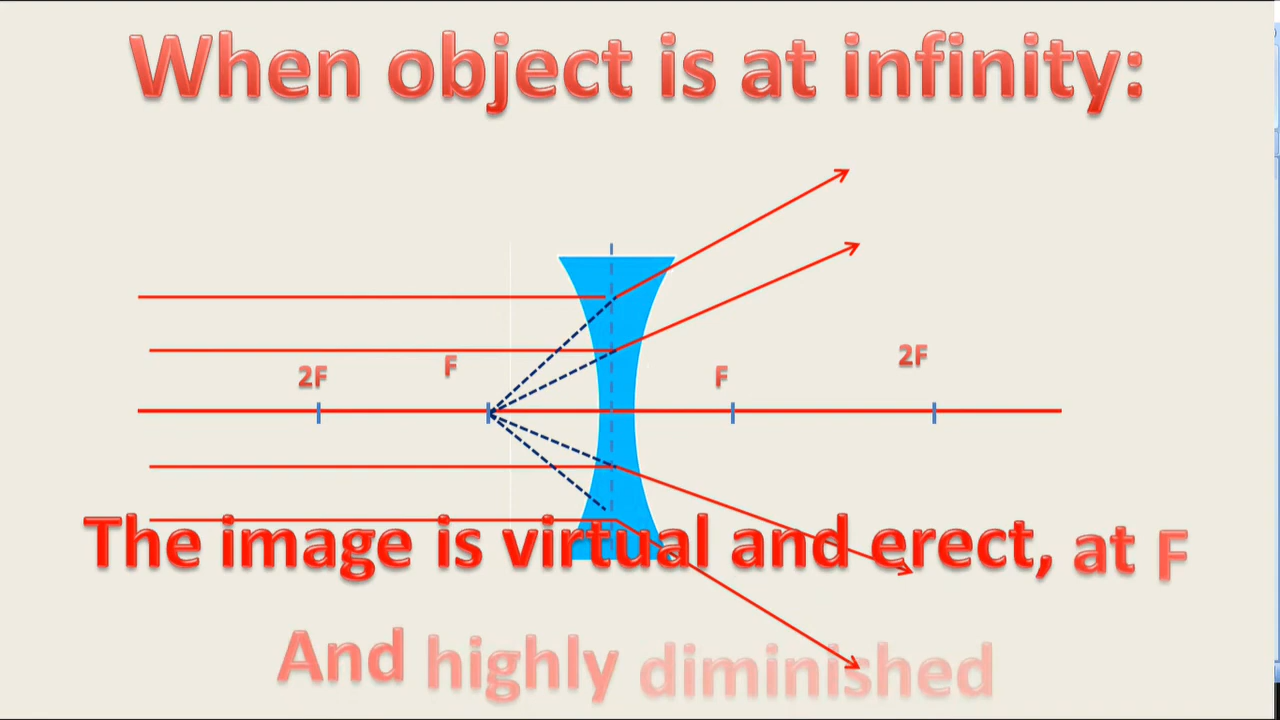 When object is at infinity:
2F F F 2F
The image is virtual and erect, at F
And highly diminished